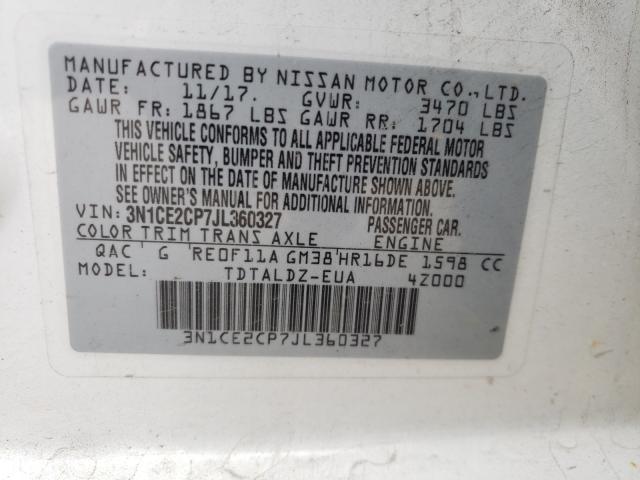 MANUFACTURED BY NISSAN MOTOR CO.,LTD.
DATE: 11/17. GVWR: 3470 LBS
GAWR FR: 1867 LBS GAWR RR: 1704 LBS
THIS VEHICLE CONFORMS TO ALL APPLICABLE FEDERAL MOTOR
VEHICLE SAFETY, BUMPER AND THEFT PREVENTION STANDARDS
IN EFFECT ON THE DATE OF MANUFACTURE SHOWN ABOVE.
SEE OWNER'S MANUAL FOR ADDITIONAL INFORMATION.
VIN: 3N1CE2CP7JL360327 PASSENGER CAR.
COLOR TRIM TRANS AXLE ENGINE
QAC G RE0F11A GM38 HR16DE 1598 CC
MODEL: TDTALDZ-EUA 4Z000
3N1CE2CP7JL360327